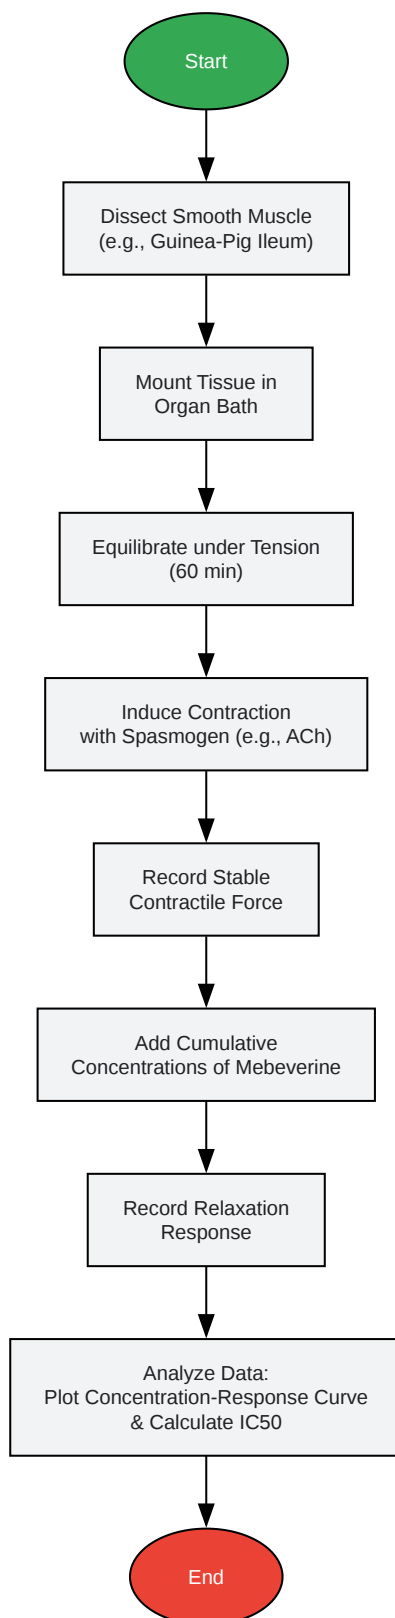 Start
Dissect Smooth Muscle
(e.g., Guinea-Pig Ileum)
Mount Tissue in
Organ Bath
Equilibrate under Tension
(60 min)
Induce Contraction
with Spasmogen (e.g., ACh)
Record Stable
Contractile Force
Add Cumulative
Concentrations of Mebeverine
Record Relaxation
Response
Analyze Data:
Plot Concentration-Response Curve
& Calculate IC50
End